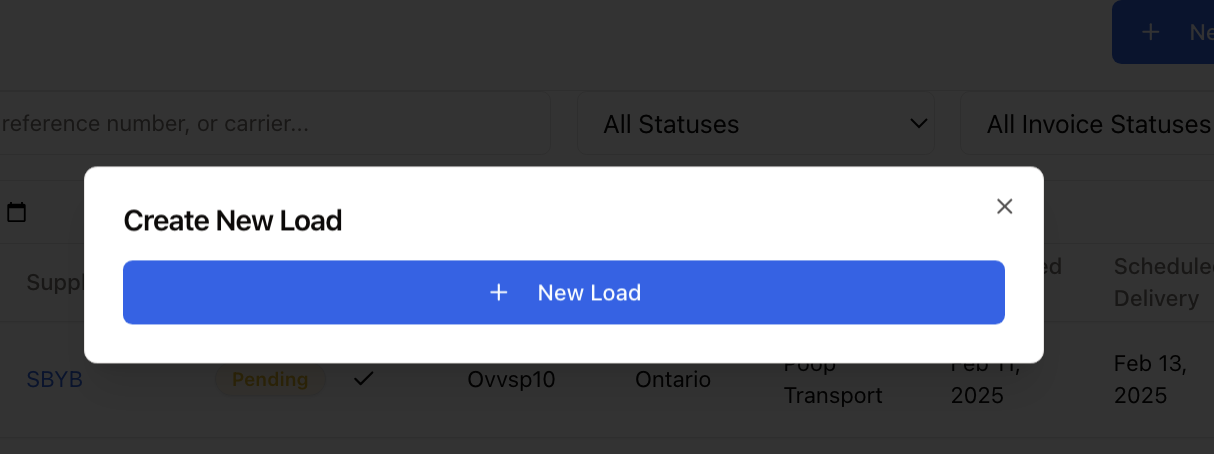 + Ne
reference number, or carrier...
All Statuses
All Invoice Statuses
Create New Load
+ New Load
Suppl
ed
Scheduled
Delivery
SBYB
Pending
Ovvsp10
Ontario
Poop
Transport
Feb 11,
2025
Feb 13,
2025